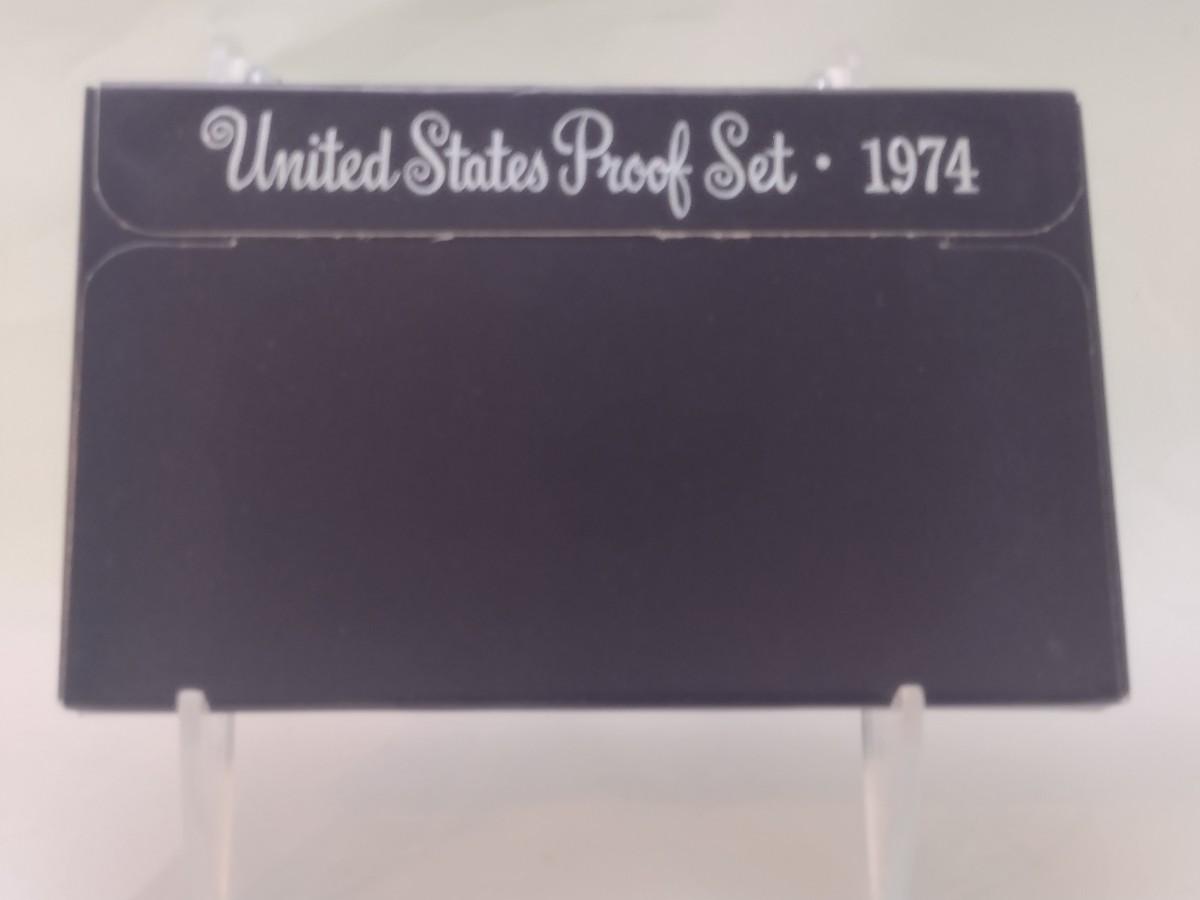 United States Proof Set · 1974